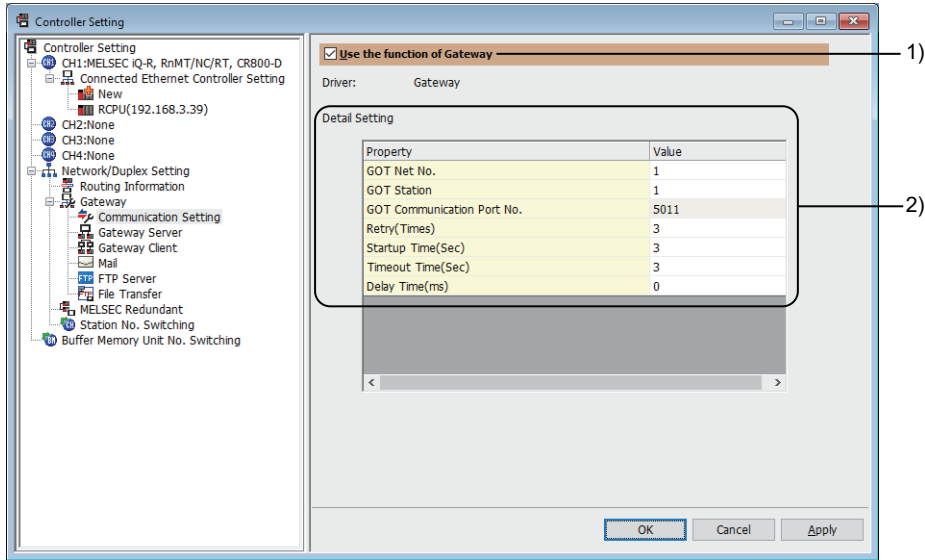 Controller Setting
Controller Setting
CH1:MELSEC iQ-R, RnMT/NC/RT, CR800-D
Connected Ethernet Controller Setting
New
RCPU(192.168.3.39)
CH2:None
CH3:None
CH4:None
Network/Duplex Setting
Routing Information
Gateway
Communication Setting
Gateway Server
Gateway Client
Mail
FTP Server
File Transfer
MELSEC Redundant
Station No. Switching
Buffer Memory Unit No. Switching
Use the function of Gateway
1)
Driver: Gateway
Detail Setting
2)
Property Value
GOT Net No. 1
GOT Station 1
GOT Communication Port No. 5011
Retry(Times) 3
Startup Time(Sec) 3
Timeout Time(Sec) 3
Delay Time(ms) 0
OK Cancel Apply